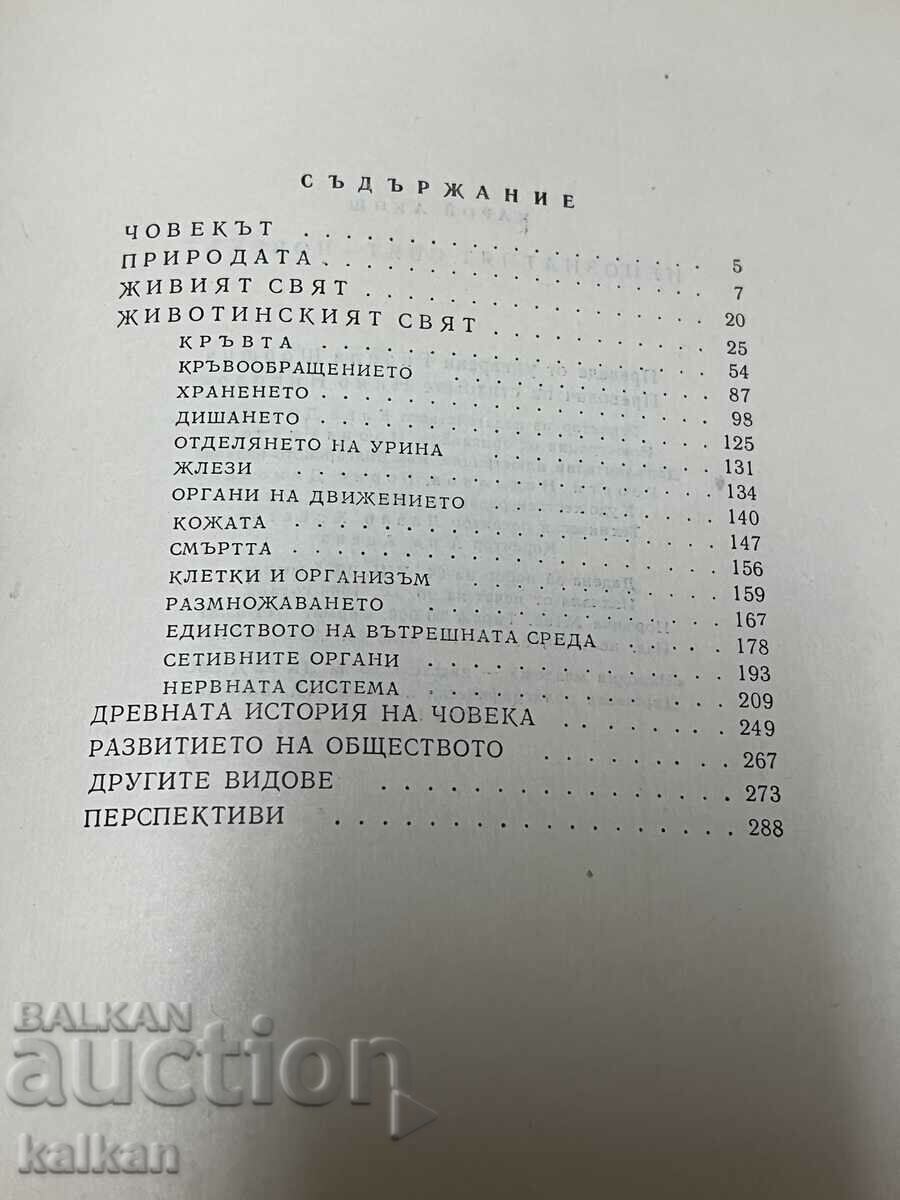 СЪДЪРЖАНИЕ
ЧОВЕКЪТ . . . . . . . . . . . . . . 5
ПРИРОДАТА . . . . . . . . . . . . . . 7
ЖИВИЯТ СВЯТ . . . . . . . . . . . . . . 20
ЖИВОТИНСКИЯТ СВЯТ . . . . . . . . . . 25
КРЪВТА . . . . . . . . . . . . . . 54
КРЪВООБРАЩЕНИЕТО . . . . . . . . . . 87
ХРАНЕНЕТО . . . . . . . . . . . . . 98
ДИШАНЕТО . . . . . . . . . . . . . 125
ОТДЕЛЯНЕТО НА УРИНА . . . . . . . . . 131
ЖЛЕЗИ . . . . . . . . . . . . . . 134
ОРГАНИ НА ДВИЖЕНИЕТО . . . . . . . . 140
КОЖАТА . . . . . . . . . . . . . . 147
СМЪРТТА . . . . . . . . . . . . . . 156
КЛЕТКИ И ОРГАНИЗЪМ . . . . . . . . . 159
РАЗМНОЖАВАНЕТО . . . . . . . . . . 167
ЕДИНСТВОТО НА ВЪТРЕШНАТА СРЕДА . . . . . 178
СЕТИВНИТЕ ОРГАНИ . . . . . . . . . . 193
НЕРВНАТА СИСТЕМА . . . . . . . . . . 209
ДРЕВНАТА ИСТОРИЯ НА ЧОВЕКА . . . . . . . 249
РАЗВИТИЕТО НА ОБЩЕСТВОТО . . . . . . . . 267
ДРУГИТЕ ВИДОВЕ . . . . . . . . . . . . . 273
ПЕРСПЕКТИВИ . . . . . . . . . . . . . . 288
BALKAN
auction
kalkan